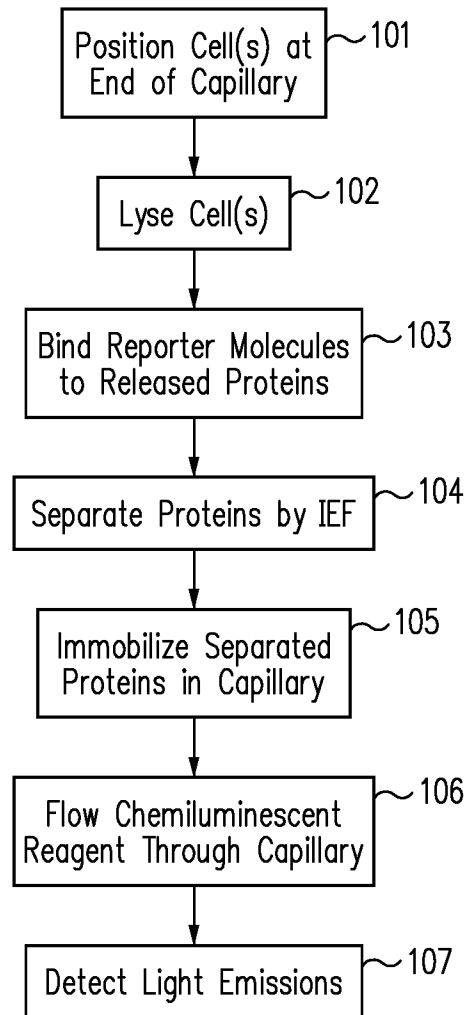 Position Cell(s) at
End of Capillary
101
Lyse Cell(s)
102
Bind Reporter Molecules
to Released Proteins
103
Separate Proteins by IEF
104
Immobilize Separated
Proteins in Capillary
105
Flow Chemiluminescent
Reagent Through Capillary
106
Detect Light Emissions
107